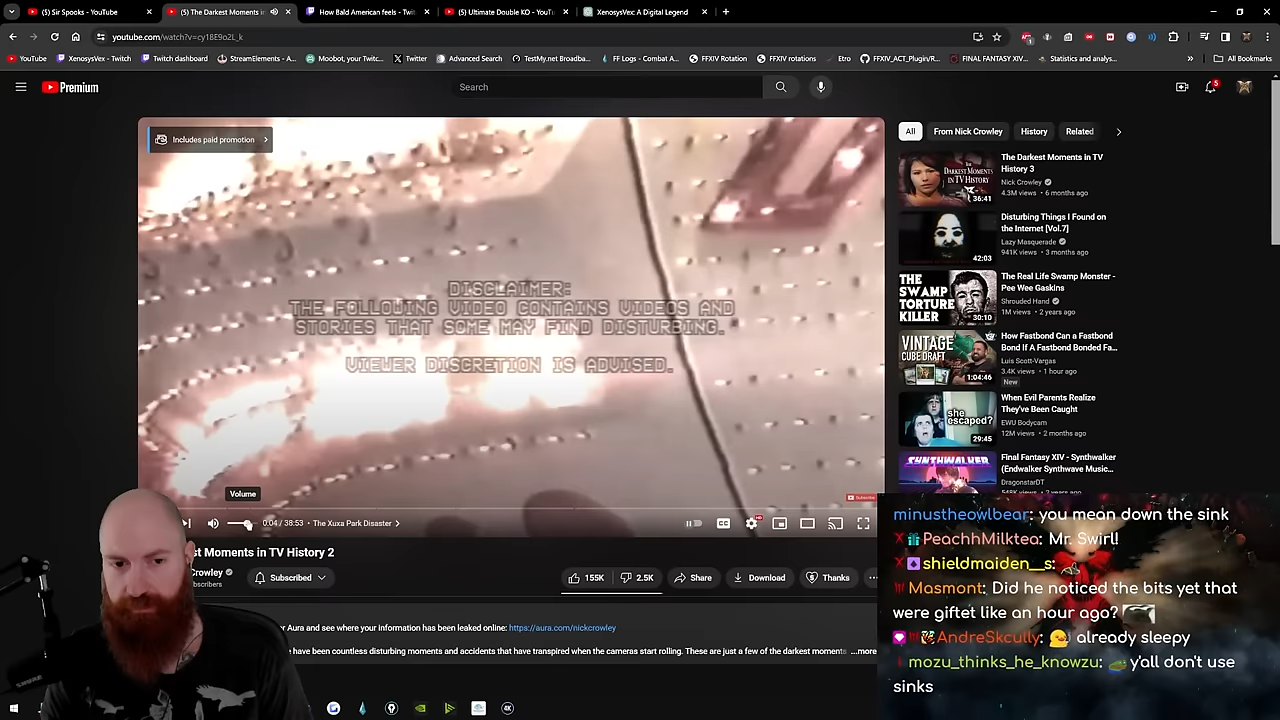 (5) Sir Spooks - YouTube
(5) The Darkest Moments in
How Bald American feels - Twit
(5) Ultimate Double KO - YouTu
XenosysVex: A Digital Legend
youtube.com/watch?v=cy18E9o2L_k
YouTube
XenosysVex - Twitch
Twitch dashboard
StreamElements - A...
Moobot, your Twitc...
Twitter
Advanced Search
TestMy.net Broadba...
FF Logs - Combat A...
FFXIV Rotation
FFXIV rotations
Etro
FFXIV_ACT_Plugin/R...
FINAL FANTASY XIV...
Statistics and analys...
All Bookmarks
Premium
Search
5
Includes paid promotion
All
From Nick Crowley
History
Related
DISCLAIMER:
THE FOLLOWING VIDEO CONTAINS VIDEOS AND
STORIES THAT SOME MAY FIND DISTURBING.
VIEWER DISCRETION IS ADVISED.
THE DARKEST MOMENTS IN TV HISTORY
36:41
The Darkest Moments in TV
History 3
Nick Crowley
4.3M views • 6 months ago
42:03
Disturbing Things I Found on
the Internet [Vol.7]
Lazy Masquerade
941K views • 3 months ago
THE SWAMP TORTURE KILLER
30:10
The Real Life Swamp Monster -
Pee Wee Gaskins
Shrouded Hand
1M views • 2 years ago
VINTAGE CUBE DRAFT
1:04:46
How Fastbond Can a Fastbond
Bond If A Fastbond Bonded Fa...
Luis Scott-Vargas
3.4K views • 1 hour ago
New
she escaped?
29:45
When Evil Parents Realize
They've Been Caught
EWU Bodycam
12M views • 2 months ago
SYNTHWALKER
Final Fantasy XIV - Synthwalker
(Endwalker Synthwave Music...
DragonstarDT
Volume
Subscribe
0:04 / 38:53 • The Xuxa Park Disaster
st Moments in TV History 2
Crowley
Subscribed
155K
2.5K
Share
Download
Thanks
r Aura and see where your information has been leaked online: https://aura.com/nickcrowley
have been countless disturbing moments and accidents that have transpired when the cameras start rolling. These are just a few of the darkest moments ...more
minustheowlbear: you mean down the sink
PeachhMilktea: Mr. Swirl!
shieldmaiden__s:
Masmont: Did he noticed the bits yet that
were giftet like an hour ago?
AndreSkcully: already sleepy
mozu_thinks_he_knowzu: y'all don't use
sinks